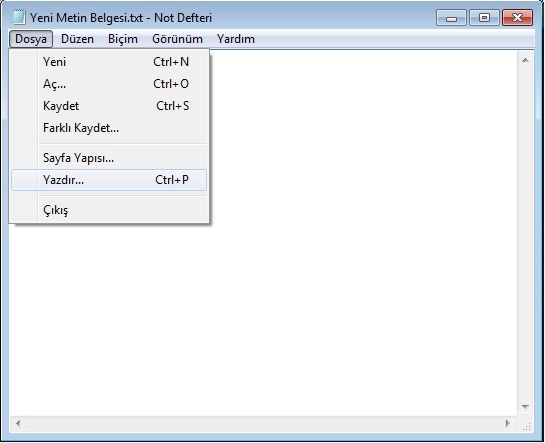 Yeni Metin Belgesi.txt - Not Defteri
Dosya Düzen Biçim Görünüm Yardım
Yeni Ctrl+N
Aç... Ctrl+O
Kaydet Ctrl+S
Farklı Kaydet...
Sayfa Yapısı...
Yazdır... Ctrl+P
Çıkış